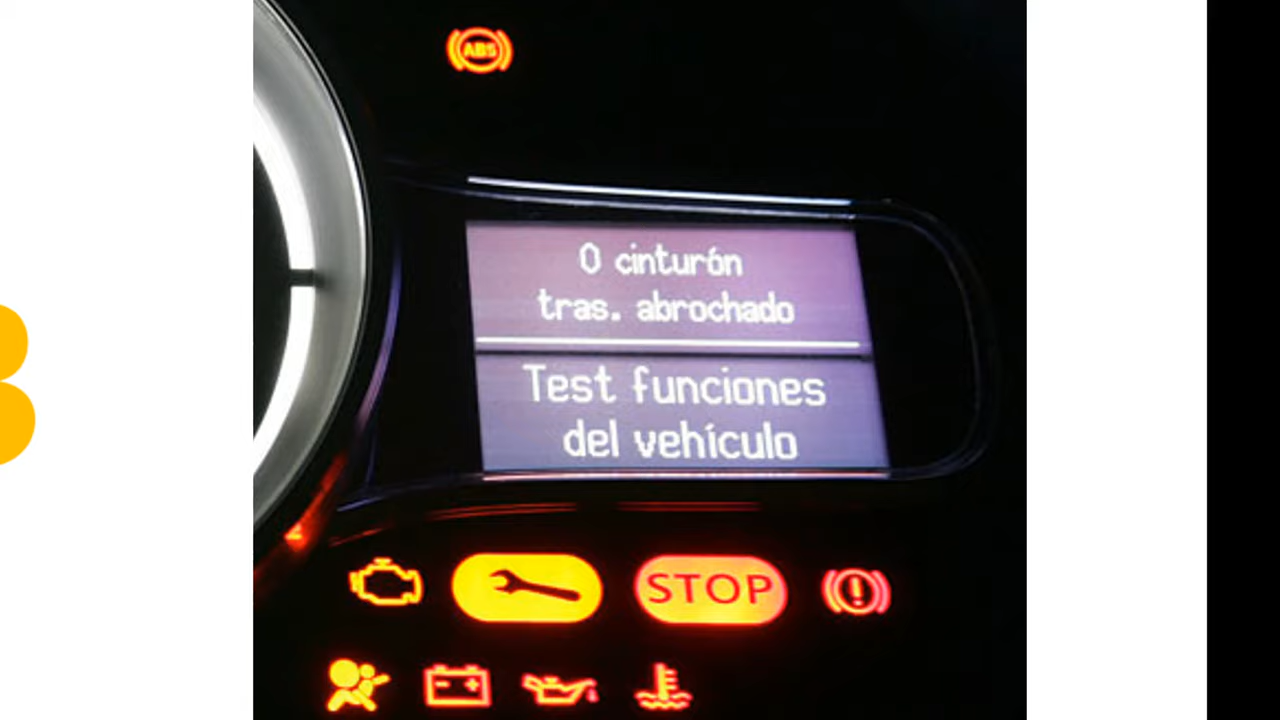 ABS
0 cinturón
tras. abrochado
Test funciones
del vehículo
STOP